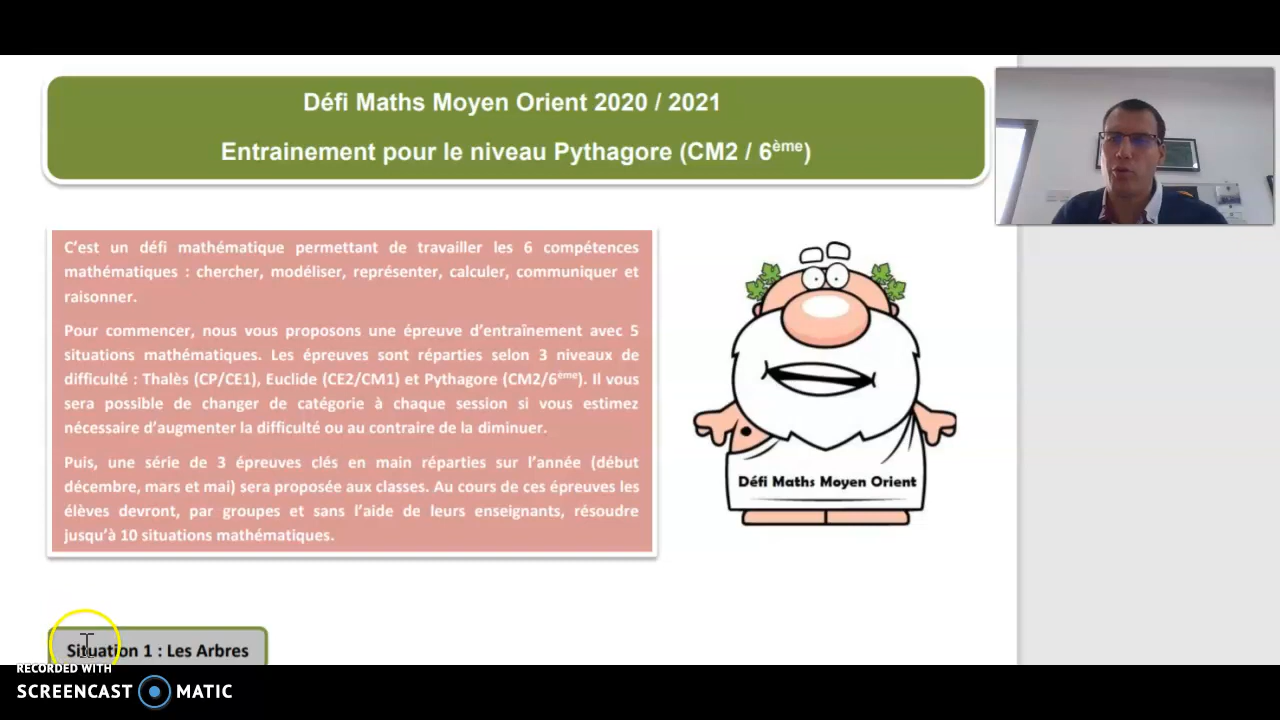 Défi Maths Moyen Orient 2020 / 2021
Entrainement pour le niveau Pythagore (CM2 / 6ème)
C'est un défi mathématique permettant de travailler les 6 compétences
mathématiques : chercher, modéliser, représenter, calculer, communiquer et
raisonner.
Pour commencer, nous vous proposons une épreuve d'entraînement avec 5
situations mathématiques. Les épreuves sont réparties selon 3 niveaux de
difficulté : Thalès (CP/CE1), Euclide (CE2/CM1) et Pythagore (CM2/6ème). Il vous
sera possible de changer de catégorie à chaque session si vous estimez
nécessaire d'augmenter la difficulté ou au contraire de la diminuer.
Puis, une série de 3 épreuves clés en main réparties sur l'année (début
décembre, mars et mai) sera proposée aux classes. Au cours de ces épreuves les
élèves devront, par groupes et sans l'aide de leurs enseignants, résoudre
jusqu'à 10 situations mathématiques.
Défi Maths Moyen Orient
Situation 1 : Les Arbres
RECORDED WITH
SCREENCAST MATIC